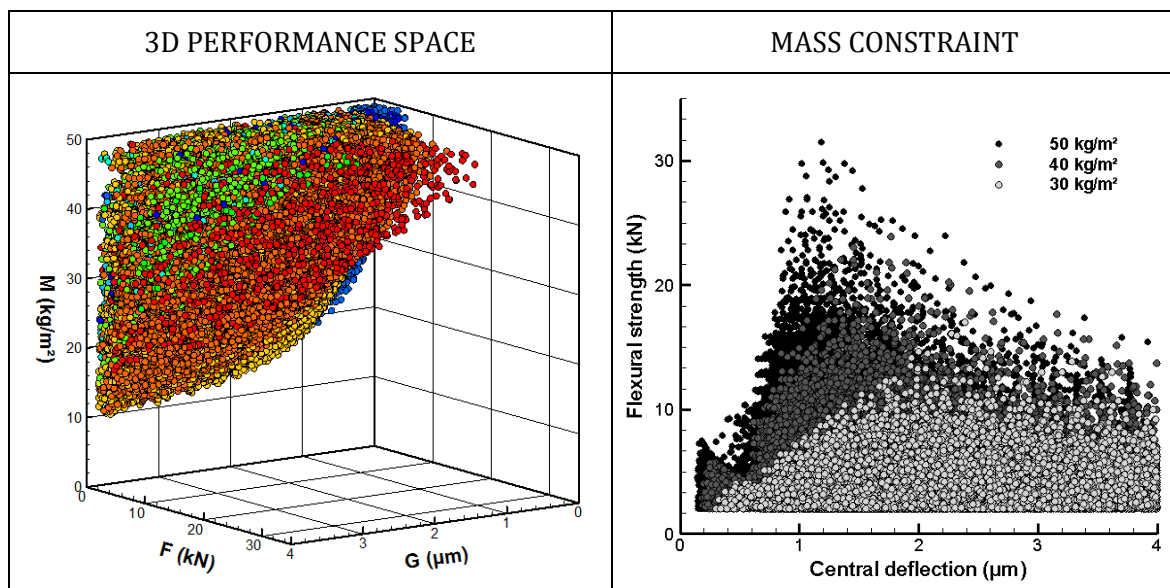 3D PERFORMANCE SPACE
MASS CONSTRAINT
50
40
30
20
10
0
M (kg/m²)
0
10
20
30
F (kN)
4
3
2
1
0
G (µm)
30
20
10
0
Flexural strength (kN)
50 kg/m²
40 kg/m²
30 kg/m²
0
1
2
3
4
Central deflection (µm)